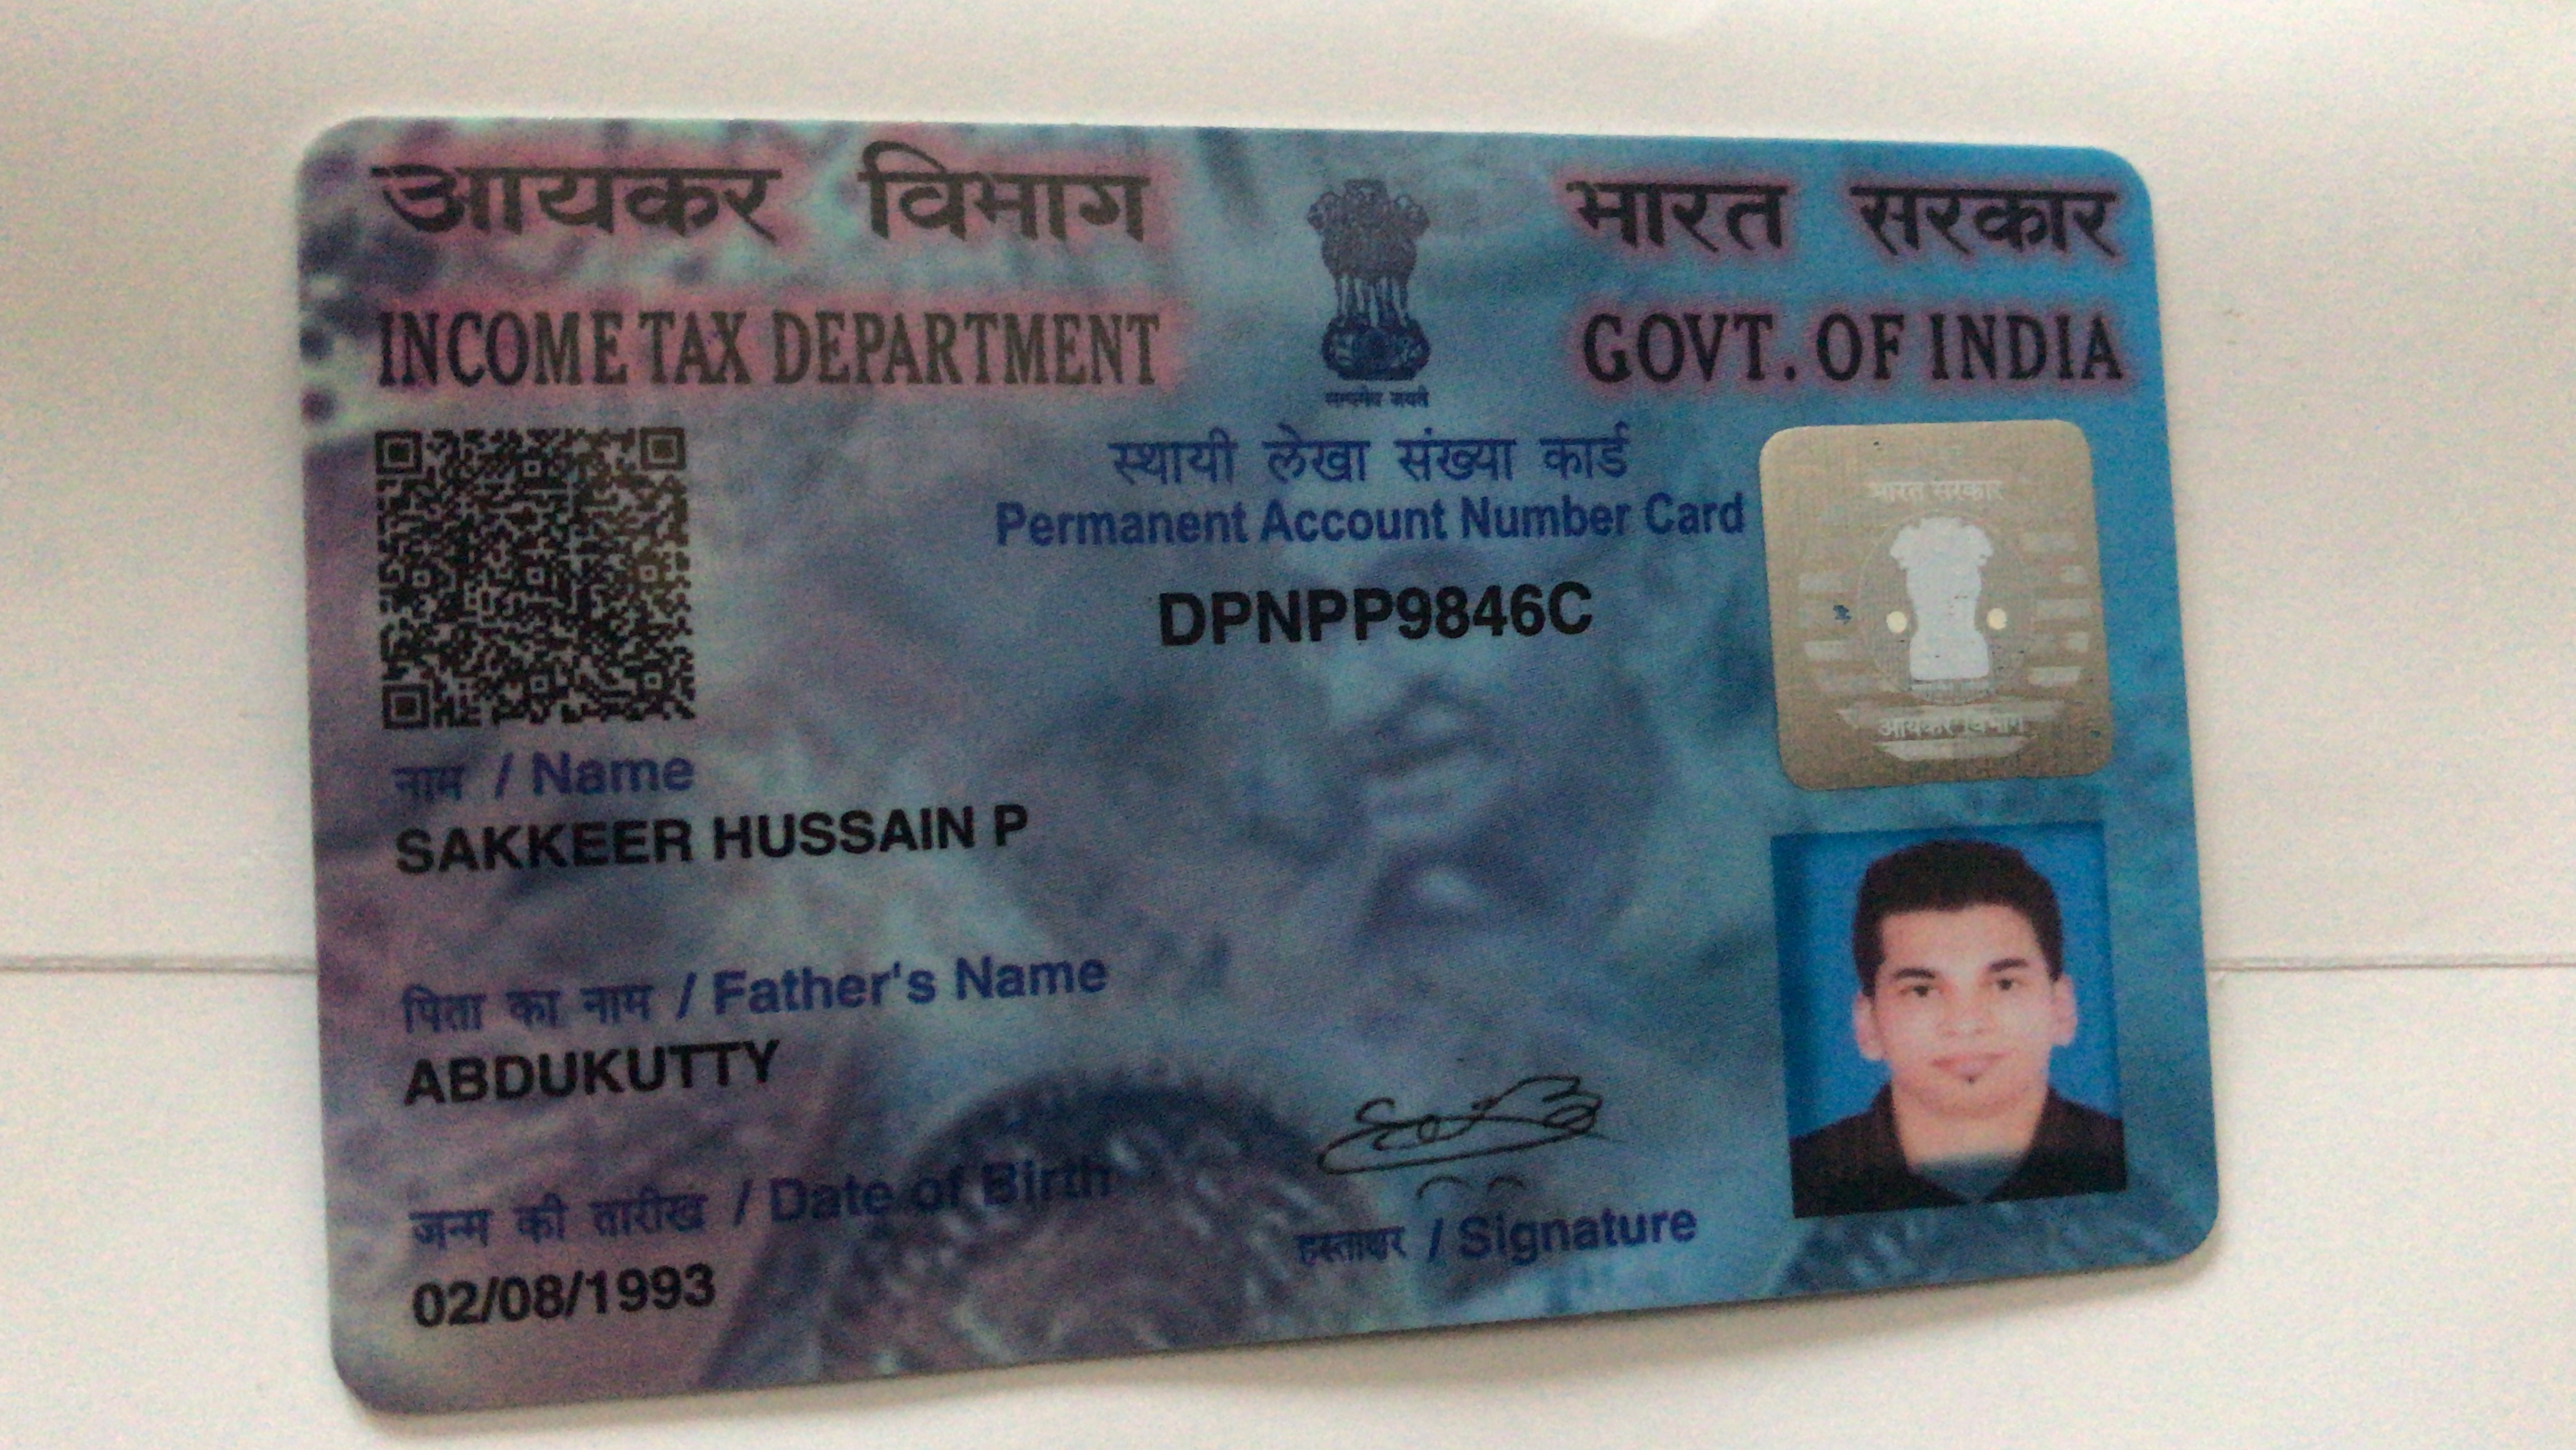 आयकर विभाग
INCOME TAX DEPARTMENT
सत्यमेव जयते
भारत सरकार
GOVT. OF INDIA
स्थायी लेखा संख्या कार्ड
Permanent Account Number Card
DPNPP9846C
नाम / Name
SAKKEER HUSSAIN P
पिता का नाम / Father's Name
ABDUKUTTY
जन्म की तारीख / Date of Birth
02/08/1993
हस्ताक्षर / Signature
भारत सरकार
आयकर विभाग